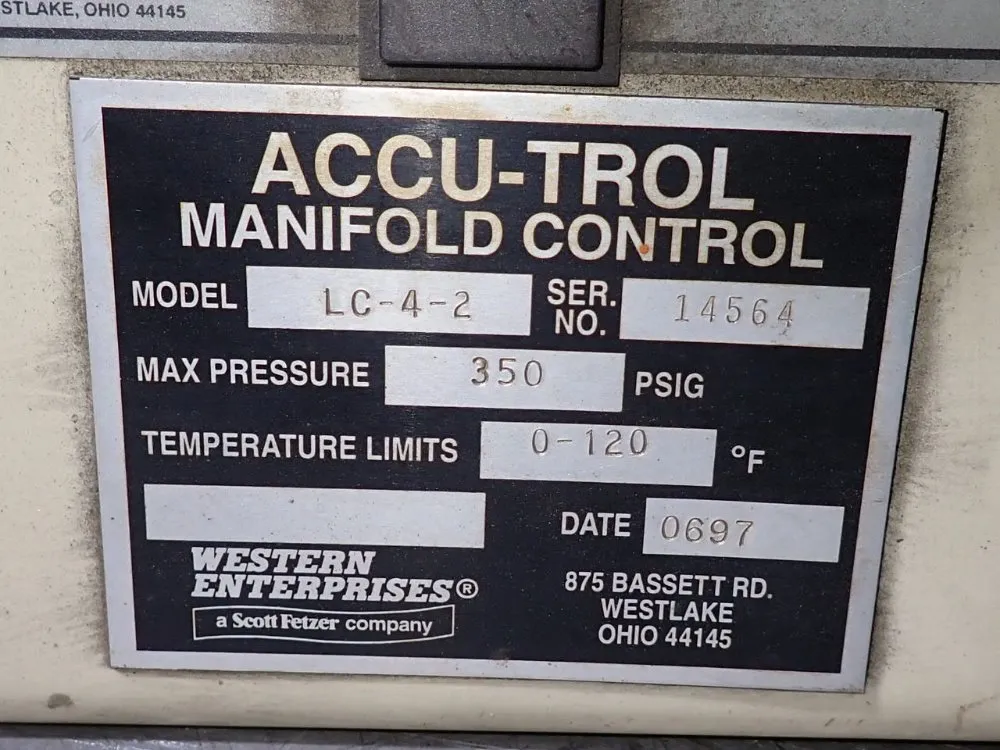 STLAKE, OHIO 44145
ACCU-TROL
MANIFOLD CONTROL
MODEL LC-4-2 SER. NO. 14564
MAX PRESSURE 350 PSIG
TEMPERATURE LIMITS 0-120 °F
DATE 0697
WESTERN
ENTERPRISES®
a Scott Fetzer company
875 BASSETT RD.
WESTLAKE
OHIO 44145